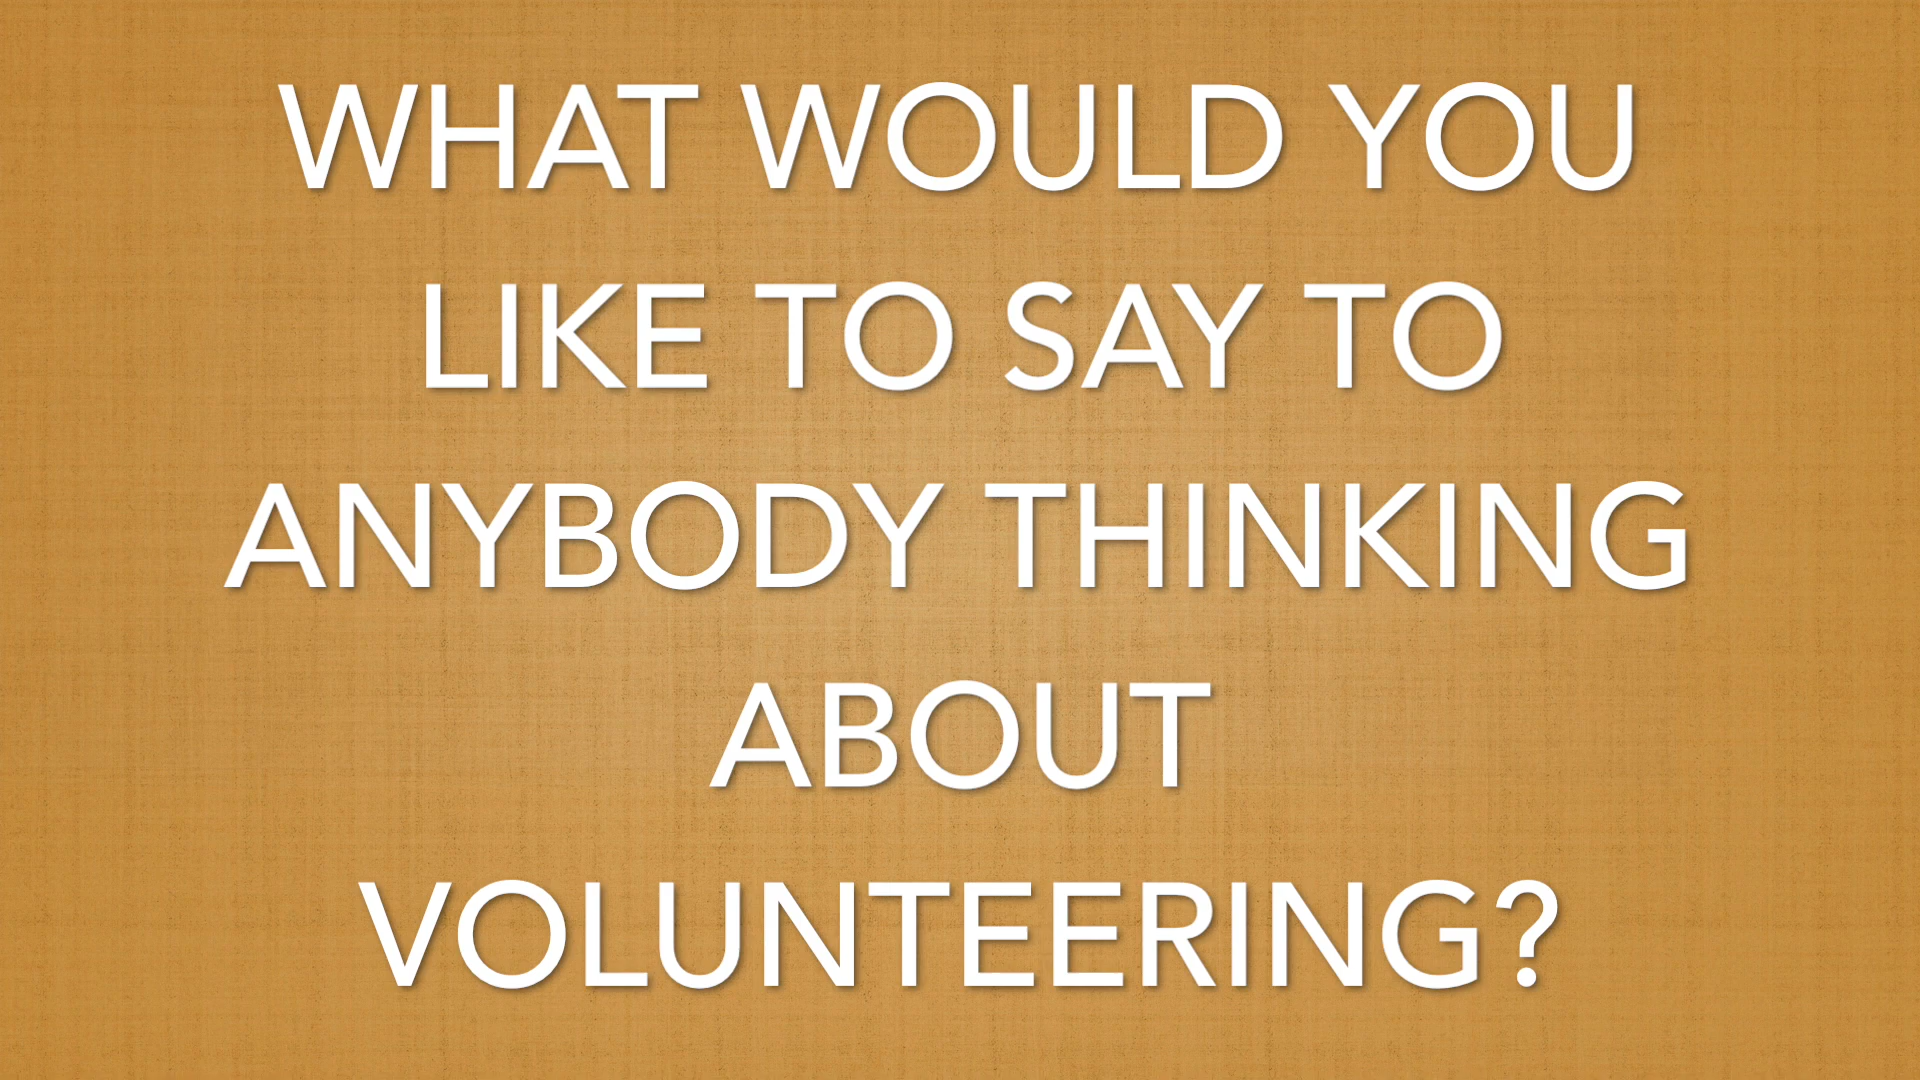 WHAT WOULD YOU
LIKE TO SAY TO
ANYBODY THINKING
ABOUT
VOLUNTEERING?